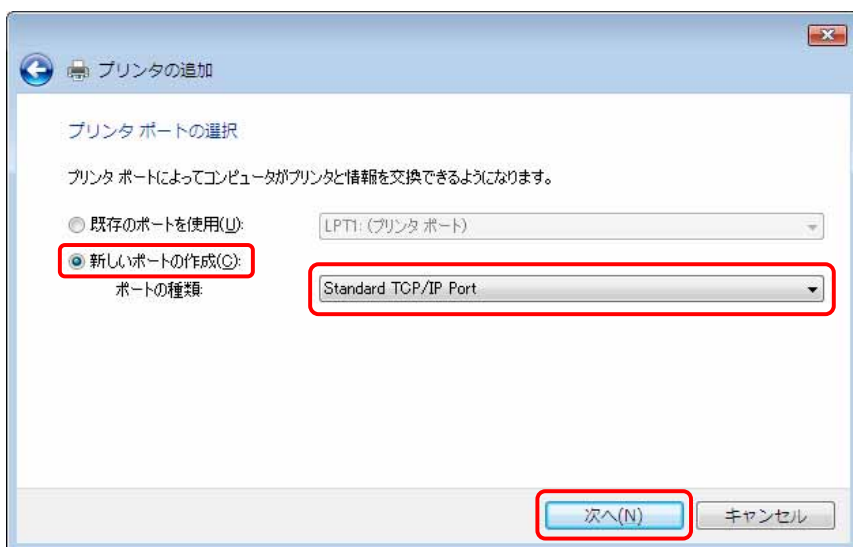 プリンタの追加
プリンタ ポートの選択
プリンタ ポートによってコンピュータがプリンタと情報を交換できるようになります。
既存のポートを使用(U): LPT1: (プリンタ ポート)
新しいポートの作成(C):
ポートの種類: Standard TCP/IP Port
次へ(N) キャンセル